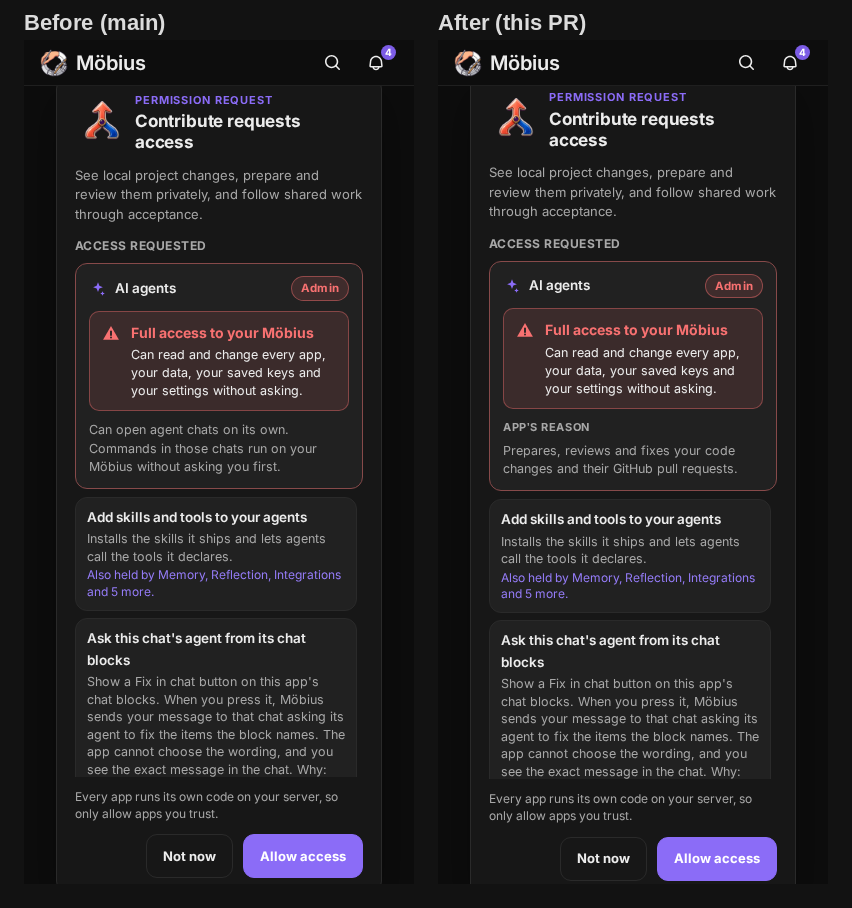 Before (main)
Möbius
4
PERMISSION REQUEST
Contribute requests
access
See local project changes, prepare and
review them privately, and follow shared work
through acceptance.
ACCESS REQUESTED
AI agents
Admin
Full access to your Möbius
Can read and change every app,
your data, your saved keys and
your settings without asking.
Can open agent chats on its own.
Commands in those chats run on your
Möbius without asking you first.
Add skills and tools to your agents
Installs the skills it ships and lets agents
call the tools it declares.
Also held by Memory, Reflection, Integrations
and 5 more.
Ask this chat's agent from its chat
blocks
Show a Fix in chat button on this app's
chat blocks. When you press it, Möbius
sends your message to that chat asking its
agent to fix the items the block names. The
app cannot choose the wording, and you
see the exact message in the chat. Why:
Every app runs its own code on your server, so
only allow apps you trust.
Not now
Allow access
After (this PR)
Möbius
4
PERMISSION REQUEST
Contribute requests
access
See local project changes, prepare and
review them privately, and follow shared work
through acceptance.
ACCESS REQUESTED
AI agents
Admin
Full access to your Möbius
Can read and change every app,
your data, your saved keys and
your settings without asking.
APP'S REASON
Prepares, reviews and fixes your code
changes and their GitHub pull requests.
Add skills and tools to your agents
Installs the skills it ships and lets agents
call the tools it declares.
Also held by Memory, Reflection, Integrations
and 5 more.
Ask this chat's agent from its chat
blocks
Show a Fix in chat button on this app's
chat blocks. When you press it, Möbius
sends your message to that chat asking its
agent to fix the items the block names. The
app cannot choose the wording, and you
see the exact message in the chat. Why:
Every app runs its own code on your server, so
only allow apps you trust.
Not now
Allow access